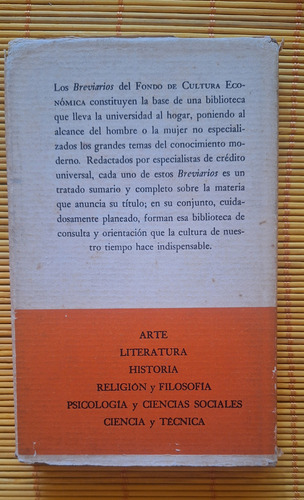 Los Breviarios del FONDO DE CULTURA ECO-
NÓMICA constituyen la base de una biblioteca
que lleva la universidad al hogar, poniendo al
alcance del hombre o la mujer no especiali-
zados los grandes temas del conocimiento mo-
derno. Redactados por especialistas de crédito
universal, cada uno de estos Breviarios es un
tratado sumario y completo sobre la materia
que anuncia su título; en su conjunto, cuida-
dosamente planeado, forman esa biblioteca de
consulta y orientación que la cultura de nues-
tro tiempo hace indispensable.
ARTE
LITERATURA
HISTORIA
RELIGIÓN y FILOSOFÍA
PSICOLOGÍA y CIENCIAS SOCIALES
CIENCIA y TÉCNICA